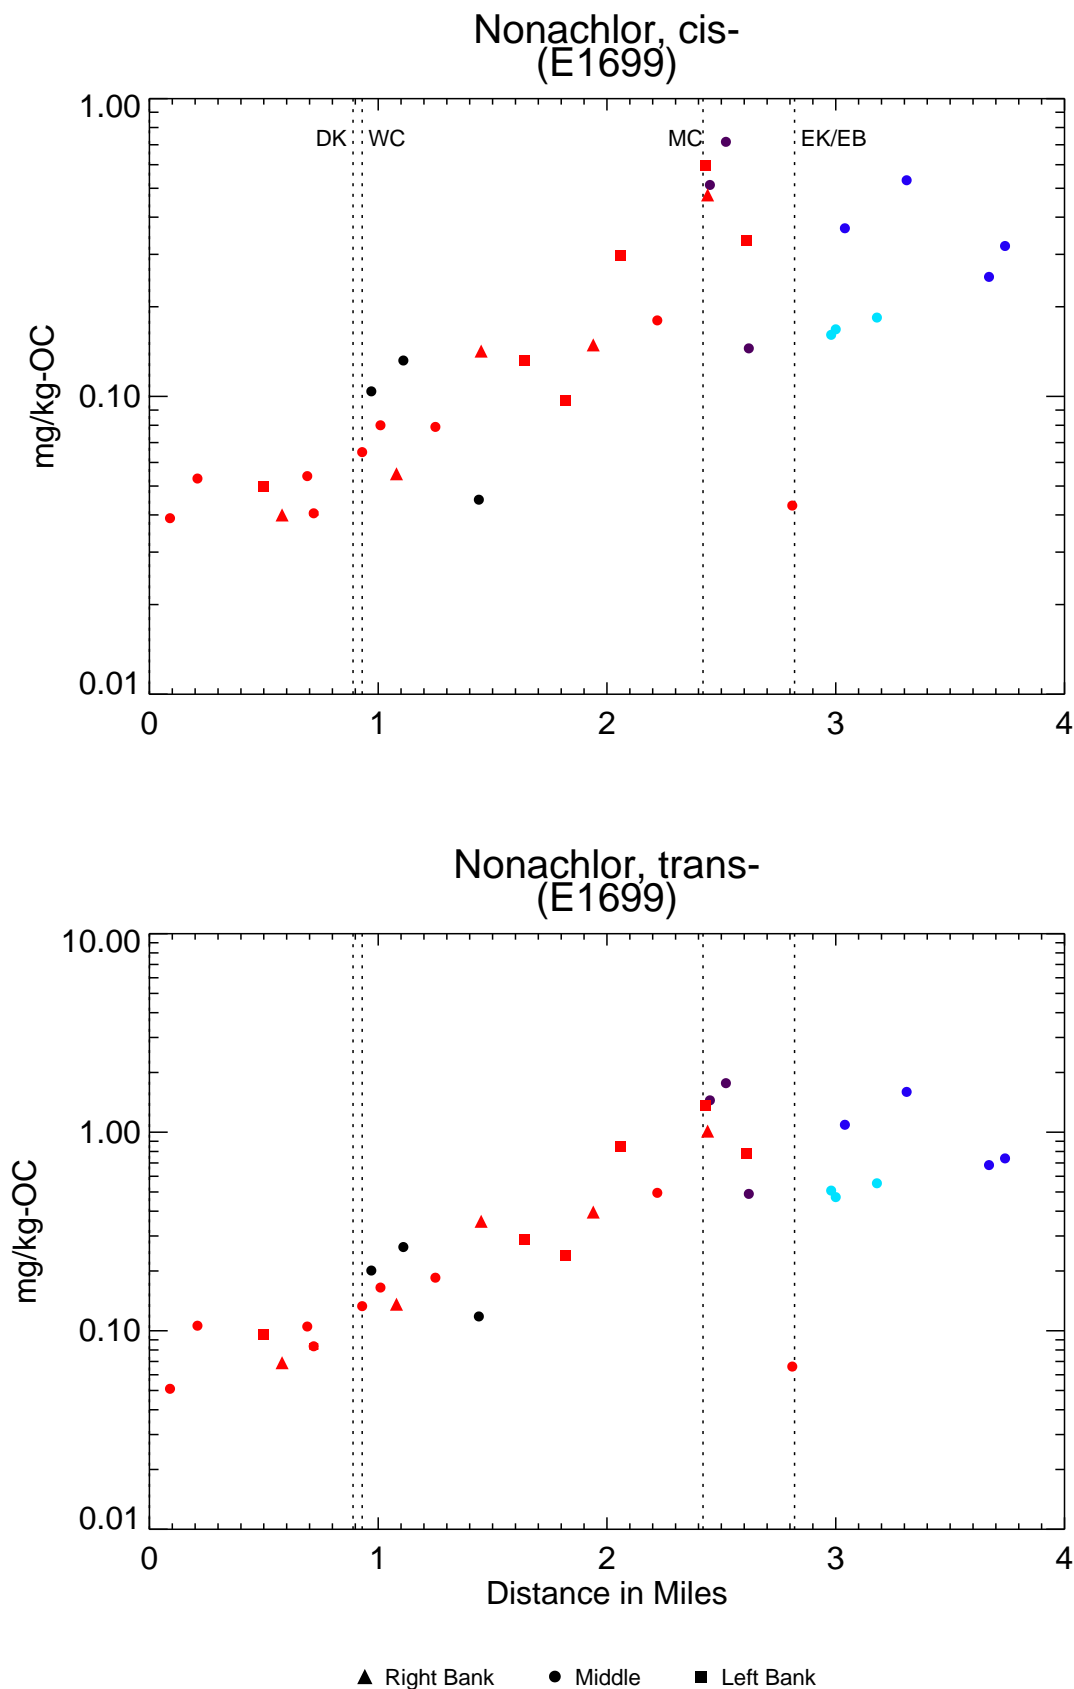 Nonachlor, cis-
(E1699)
1.00
DK WC MC EK/EB
mg/kg-OC
0.10
0.01
0 1 2 3 4
Nonachlor, trans-
(E1699)
10.00
1.00
mg/kg-OC
0.10
0.01
0 1 2 3 4
Distance in Miles
Right Bank Middle Left Bank